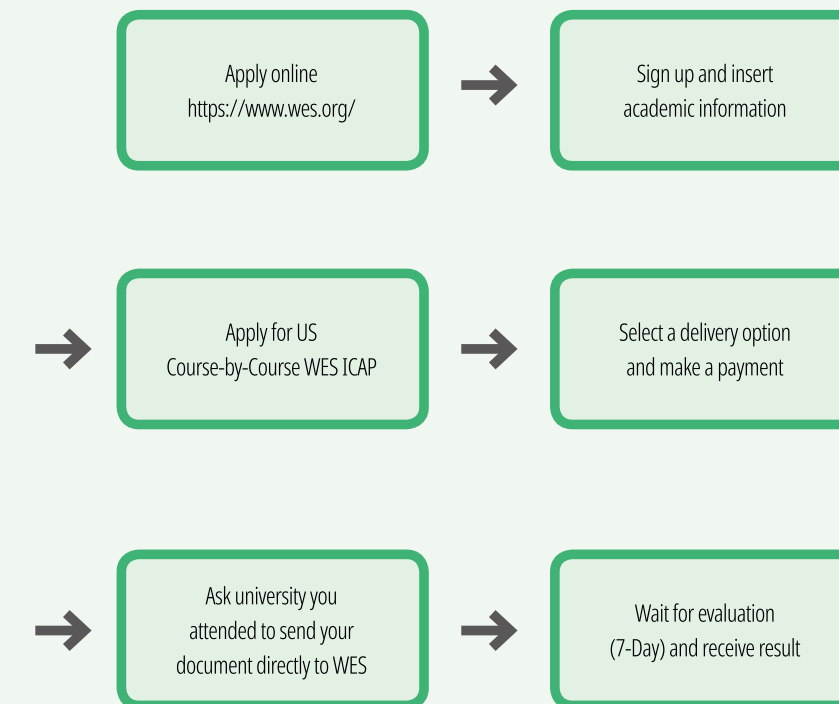 Apply online
https://www.wes.org/
Sign up and insert
academic information
Apply for US
Course-by-Course WES ICAP
Select a delivery option
and make a payment
Ask university you
attended to send your
document directly to WES
Wait for evaluation
(7-Day) and receive result